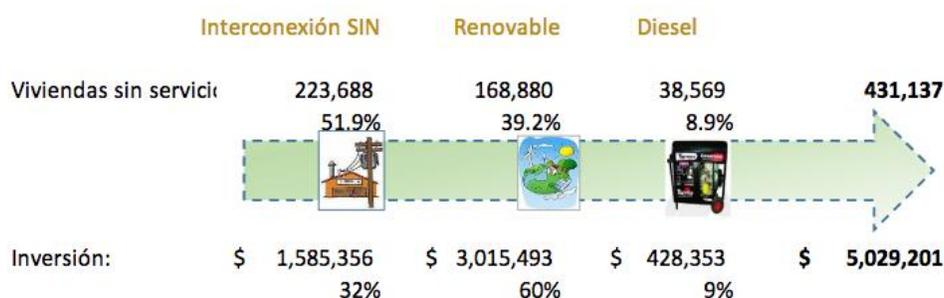 Interconexión SIN Renovable Diesel
Viviendas sin servici 223,688 168,880 38,569 431,137
51.9% 39.2% 8.9%
Inversión: $ 1,585,356 $ 3,015,493 $ 428,353 $ 5,029,201
32% 60% 9%